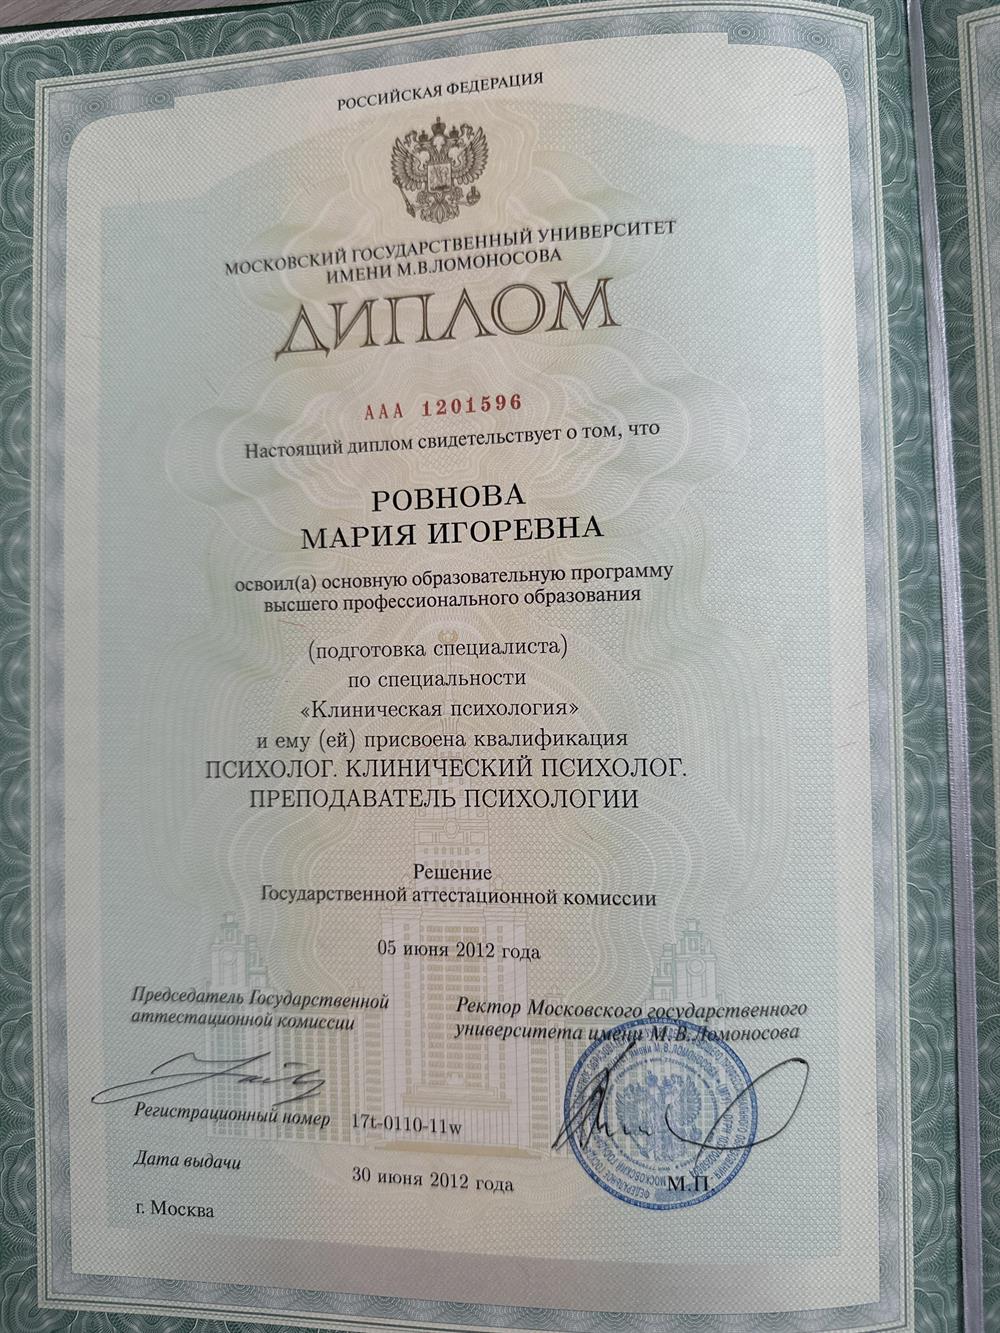 РОССИЙСКАЯ ФЕДЕРАЦИЯ
МОСКОВСКИЙ ГОСУДАРСТВЕННЫЙ УНИВЕРСИТЕТ
ИМЕНИ М.В.ЛОМОНОСОВА
ДИПЛОМ
ААА 1201596
Настоящий диплом свидетельствует о том, что
РОВНОВА
МАРИЯ ИГОРЕВНА
освоил(а) основную образовательную программу
высшего профессионального образования
(подготовка специалиста)
по специальности
«Клиническая психология»
и ему (ей) присвоена квалификация
ПСИХОЛОГ. КЛИНИЧЕСКИЙ ПСИХОЛОГ.
ПРЕПОДАВАТЕЛЬ ПСИХОЛОГИИ
Решение
Государственной аттестационной комиссии
05 июня 2012 года
Председатель Государственной
аттестационной комиссии
Ректор Московского государственного
университета имени М.В.Ломоносова
Регистрационный номер 17t-0110-11w
Дата выдачи 30 июня 2012 года
М.П.
г. Москва